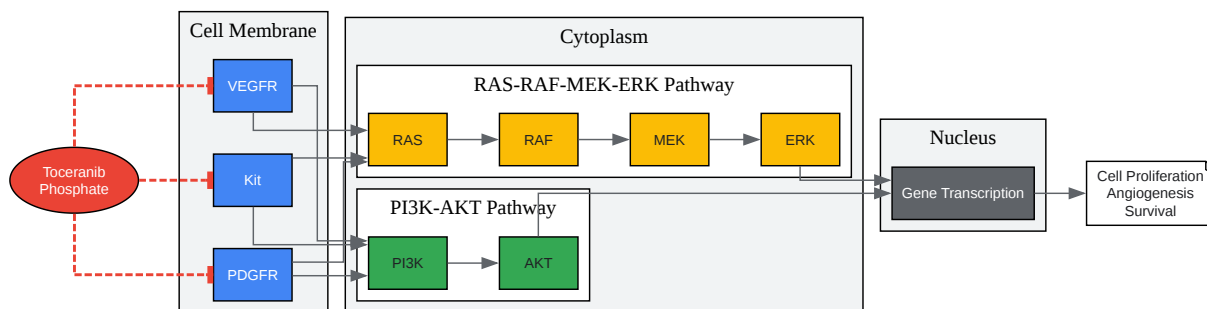 Cell Membrane
Cytoplasm
VEGFR
RAS-RAF-MEK-ERK Pathway
RAS
RAF
MEK
ERK
Nucleus
Toceranib
Phosphate
Kit
Gene Transcription
Cell Proliferation
Angiogenesis
Survival
PI3K-AKT Pathway
PDGFR
PI3K
AKT